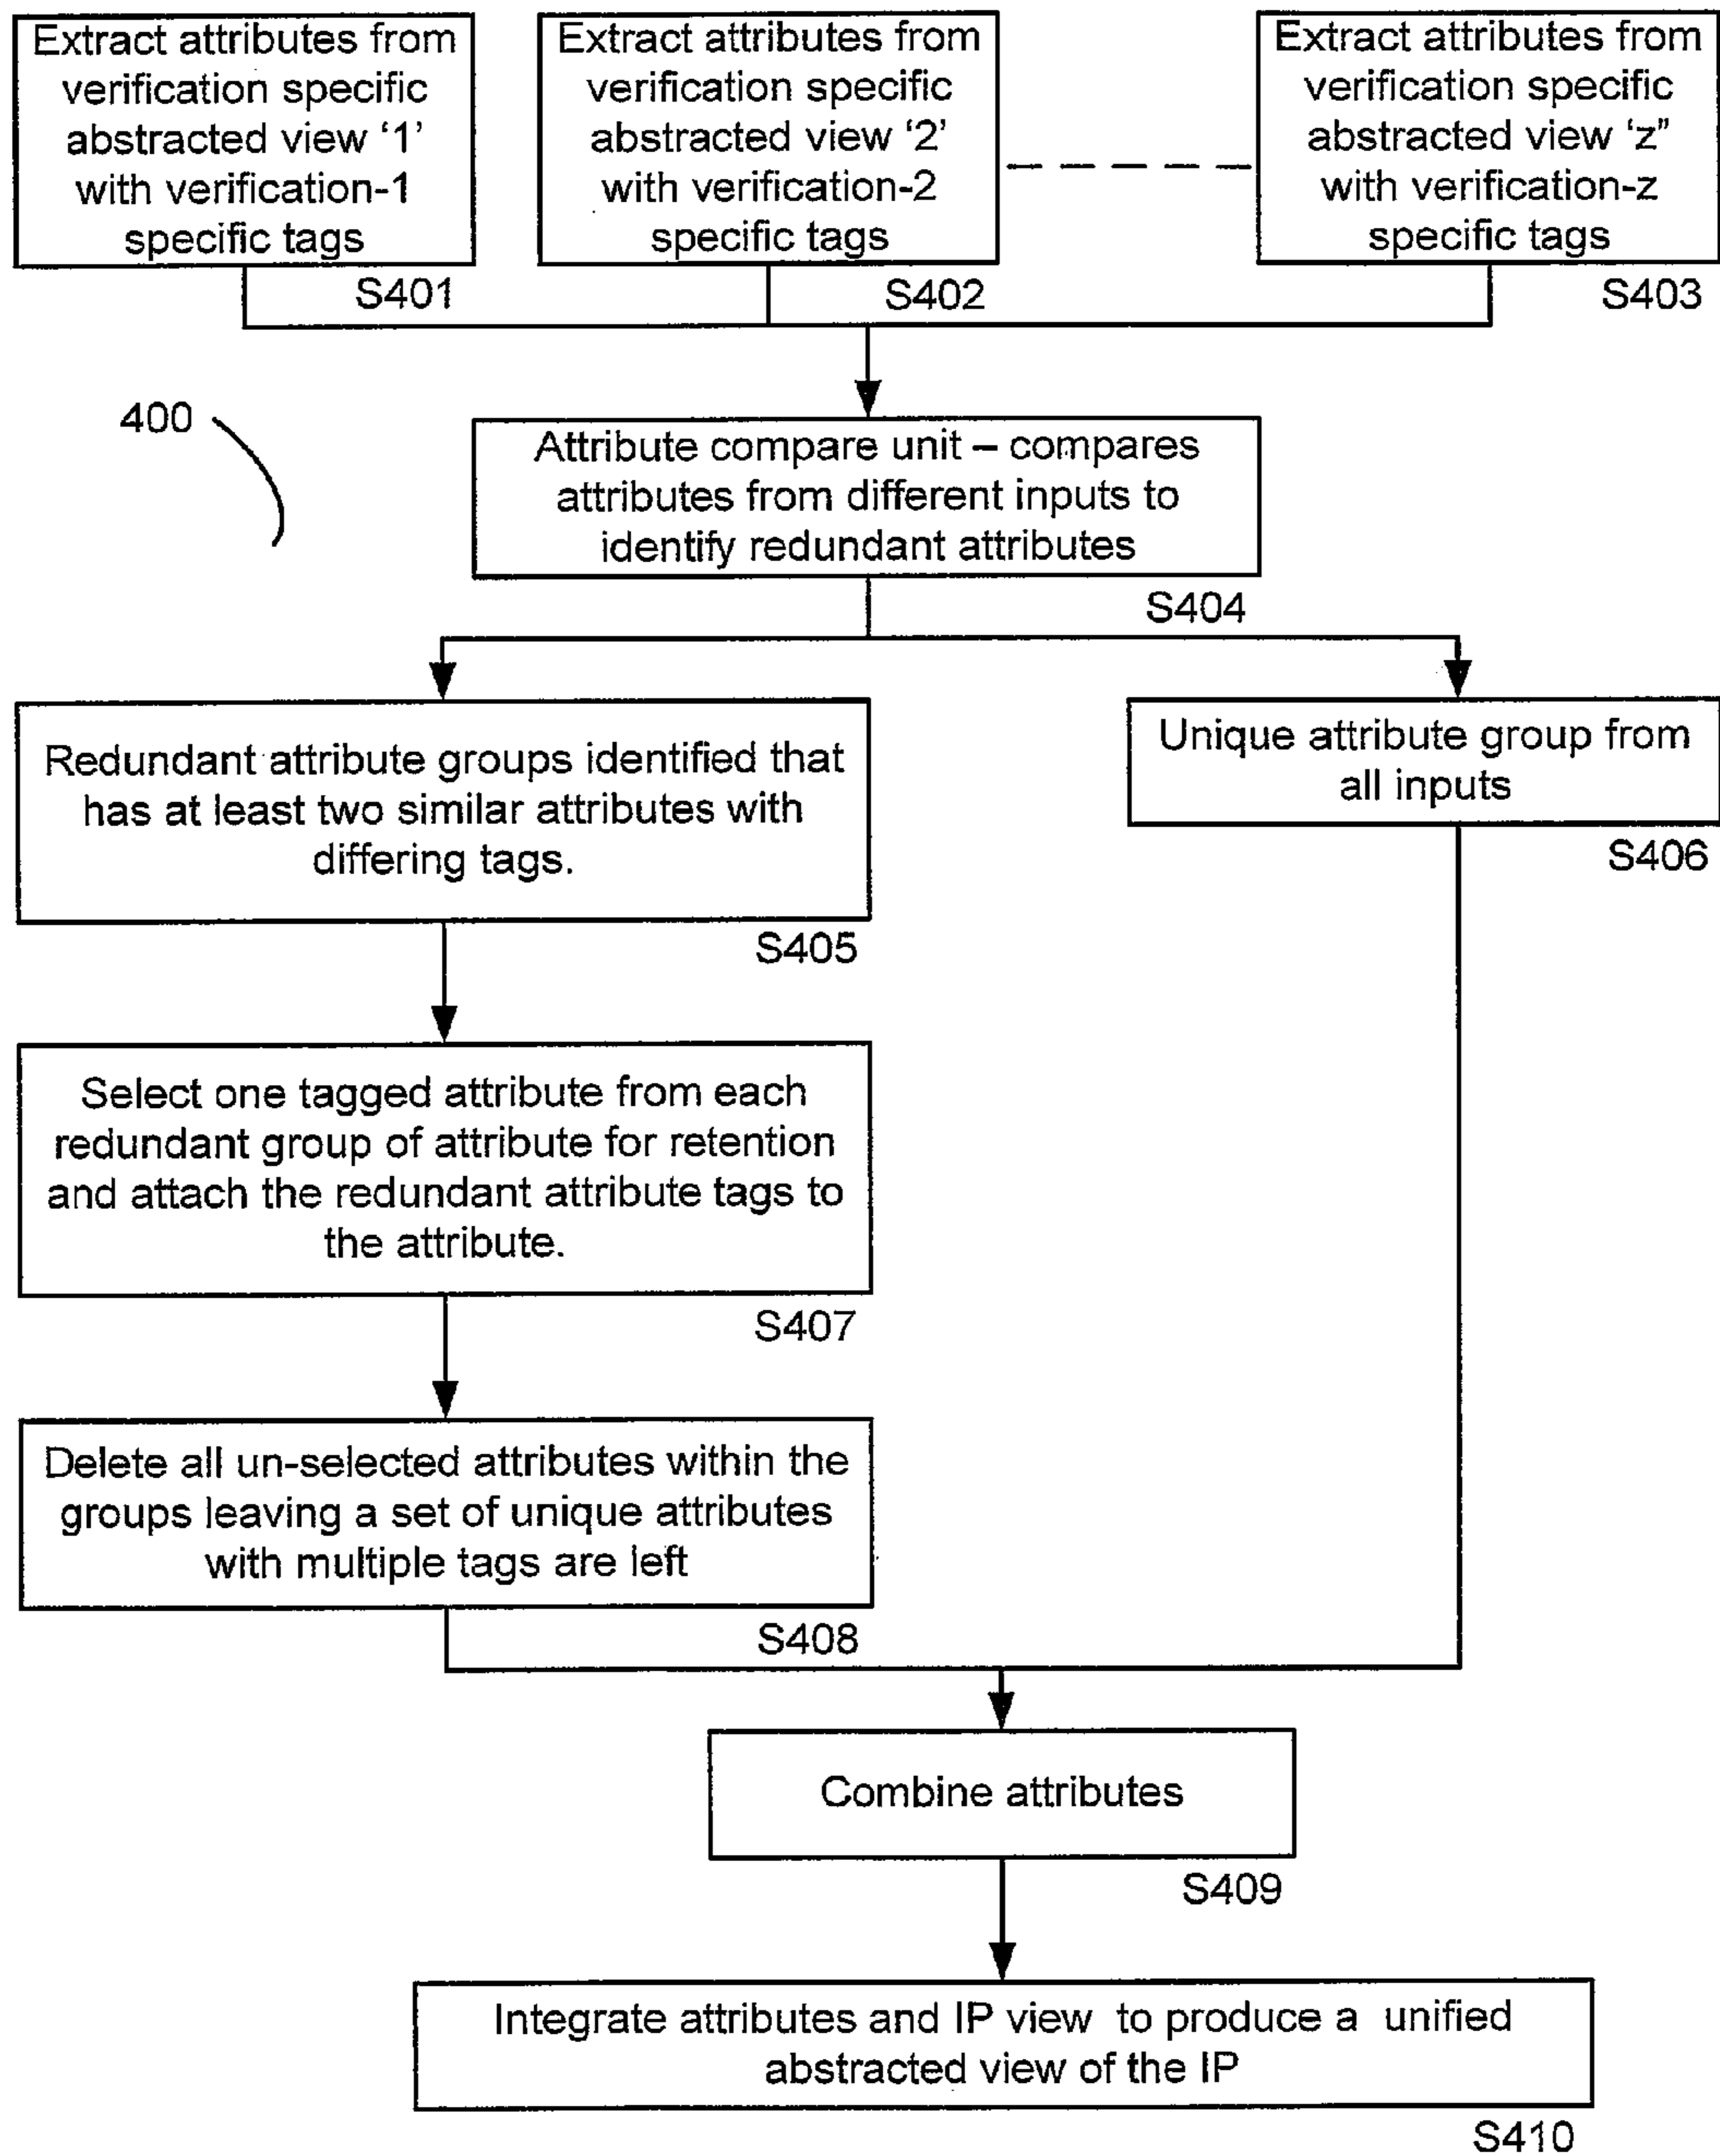 Extract attributes from
verification specific
abstracted view ‘1’
with verification-1
specific tags
S401
Extract attributes from
verification specific
abstracted view ‘2’
with verification-2
specific tags
S402
Extract attributes from
verification specific
abstracted view ‘z”
with verification-z
specific tags
S403
400
Attribute compare unit – compares
attributes from different inputs to
identify redundant attributes
S404
Redundant attribute groups identified that
has at least two similar attributes with
differing tags.
S405
Unique attribute group from
all inputs
S406
Select one tagged attribute from each
redundant group of attribute for retention
and attach the redundant attribute tags to
the attribute.
S407
Delete all un-selected attributes within the
groups leaving a set of unique attributes
with multiple tags are left
S408
Combine attributes
S409
Integrate attributes and IP view to produce a unified
abstracted view of the IP
S410